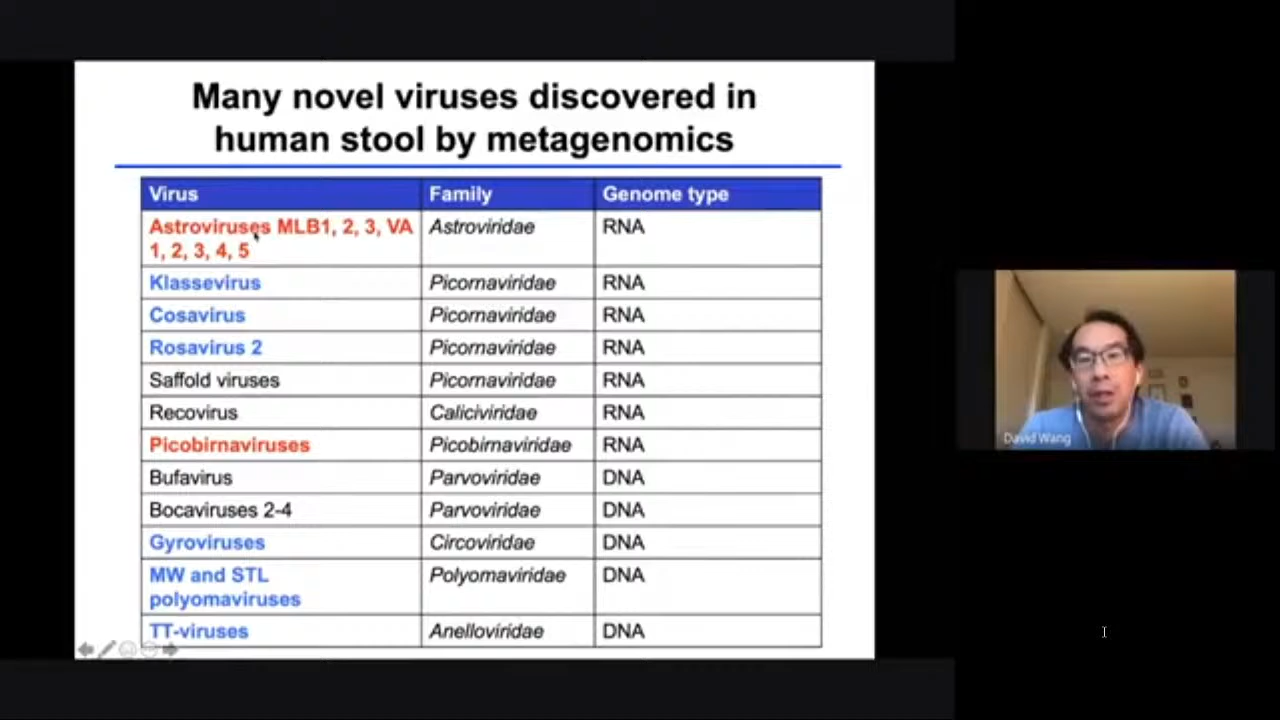 Many novel viruses discovered in
human stool by metagenomics
Virus Family Genome type
Astroviruses MLB1, 2, 3, VA Astroviridae RNA
1, 2, 3, 4, 5
Klassevirus Picornaviridae RNA
Cosavirus Picornaviridae RNA
Rosavirus 2 Picornaviridae RNA
Saffold viruses Picornaviridae RNA
Recovirus Caliciviridae RNA
Picobirnaviruses Picobirnaviridae RNA
Bufavirus Parvoviridae DNA
Bocaviruses 2-4 Parvoviridae DNA
Gyroviruses Circoviridae DNA
MW and STL Polyomaviridae DNA
polyomaviruses
TT-viruses Anelloviridae DNA
David Wang